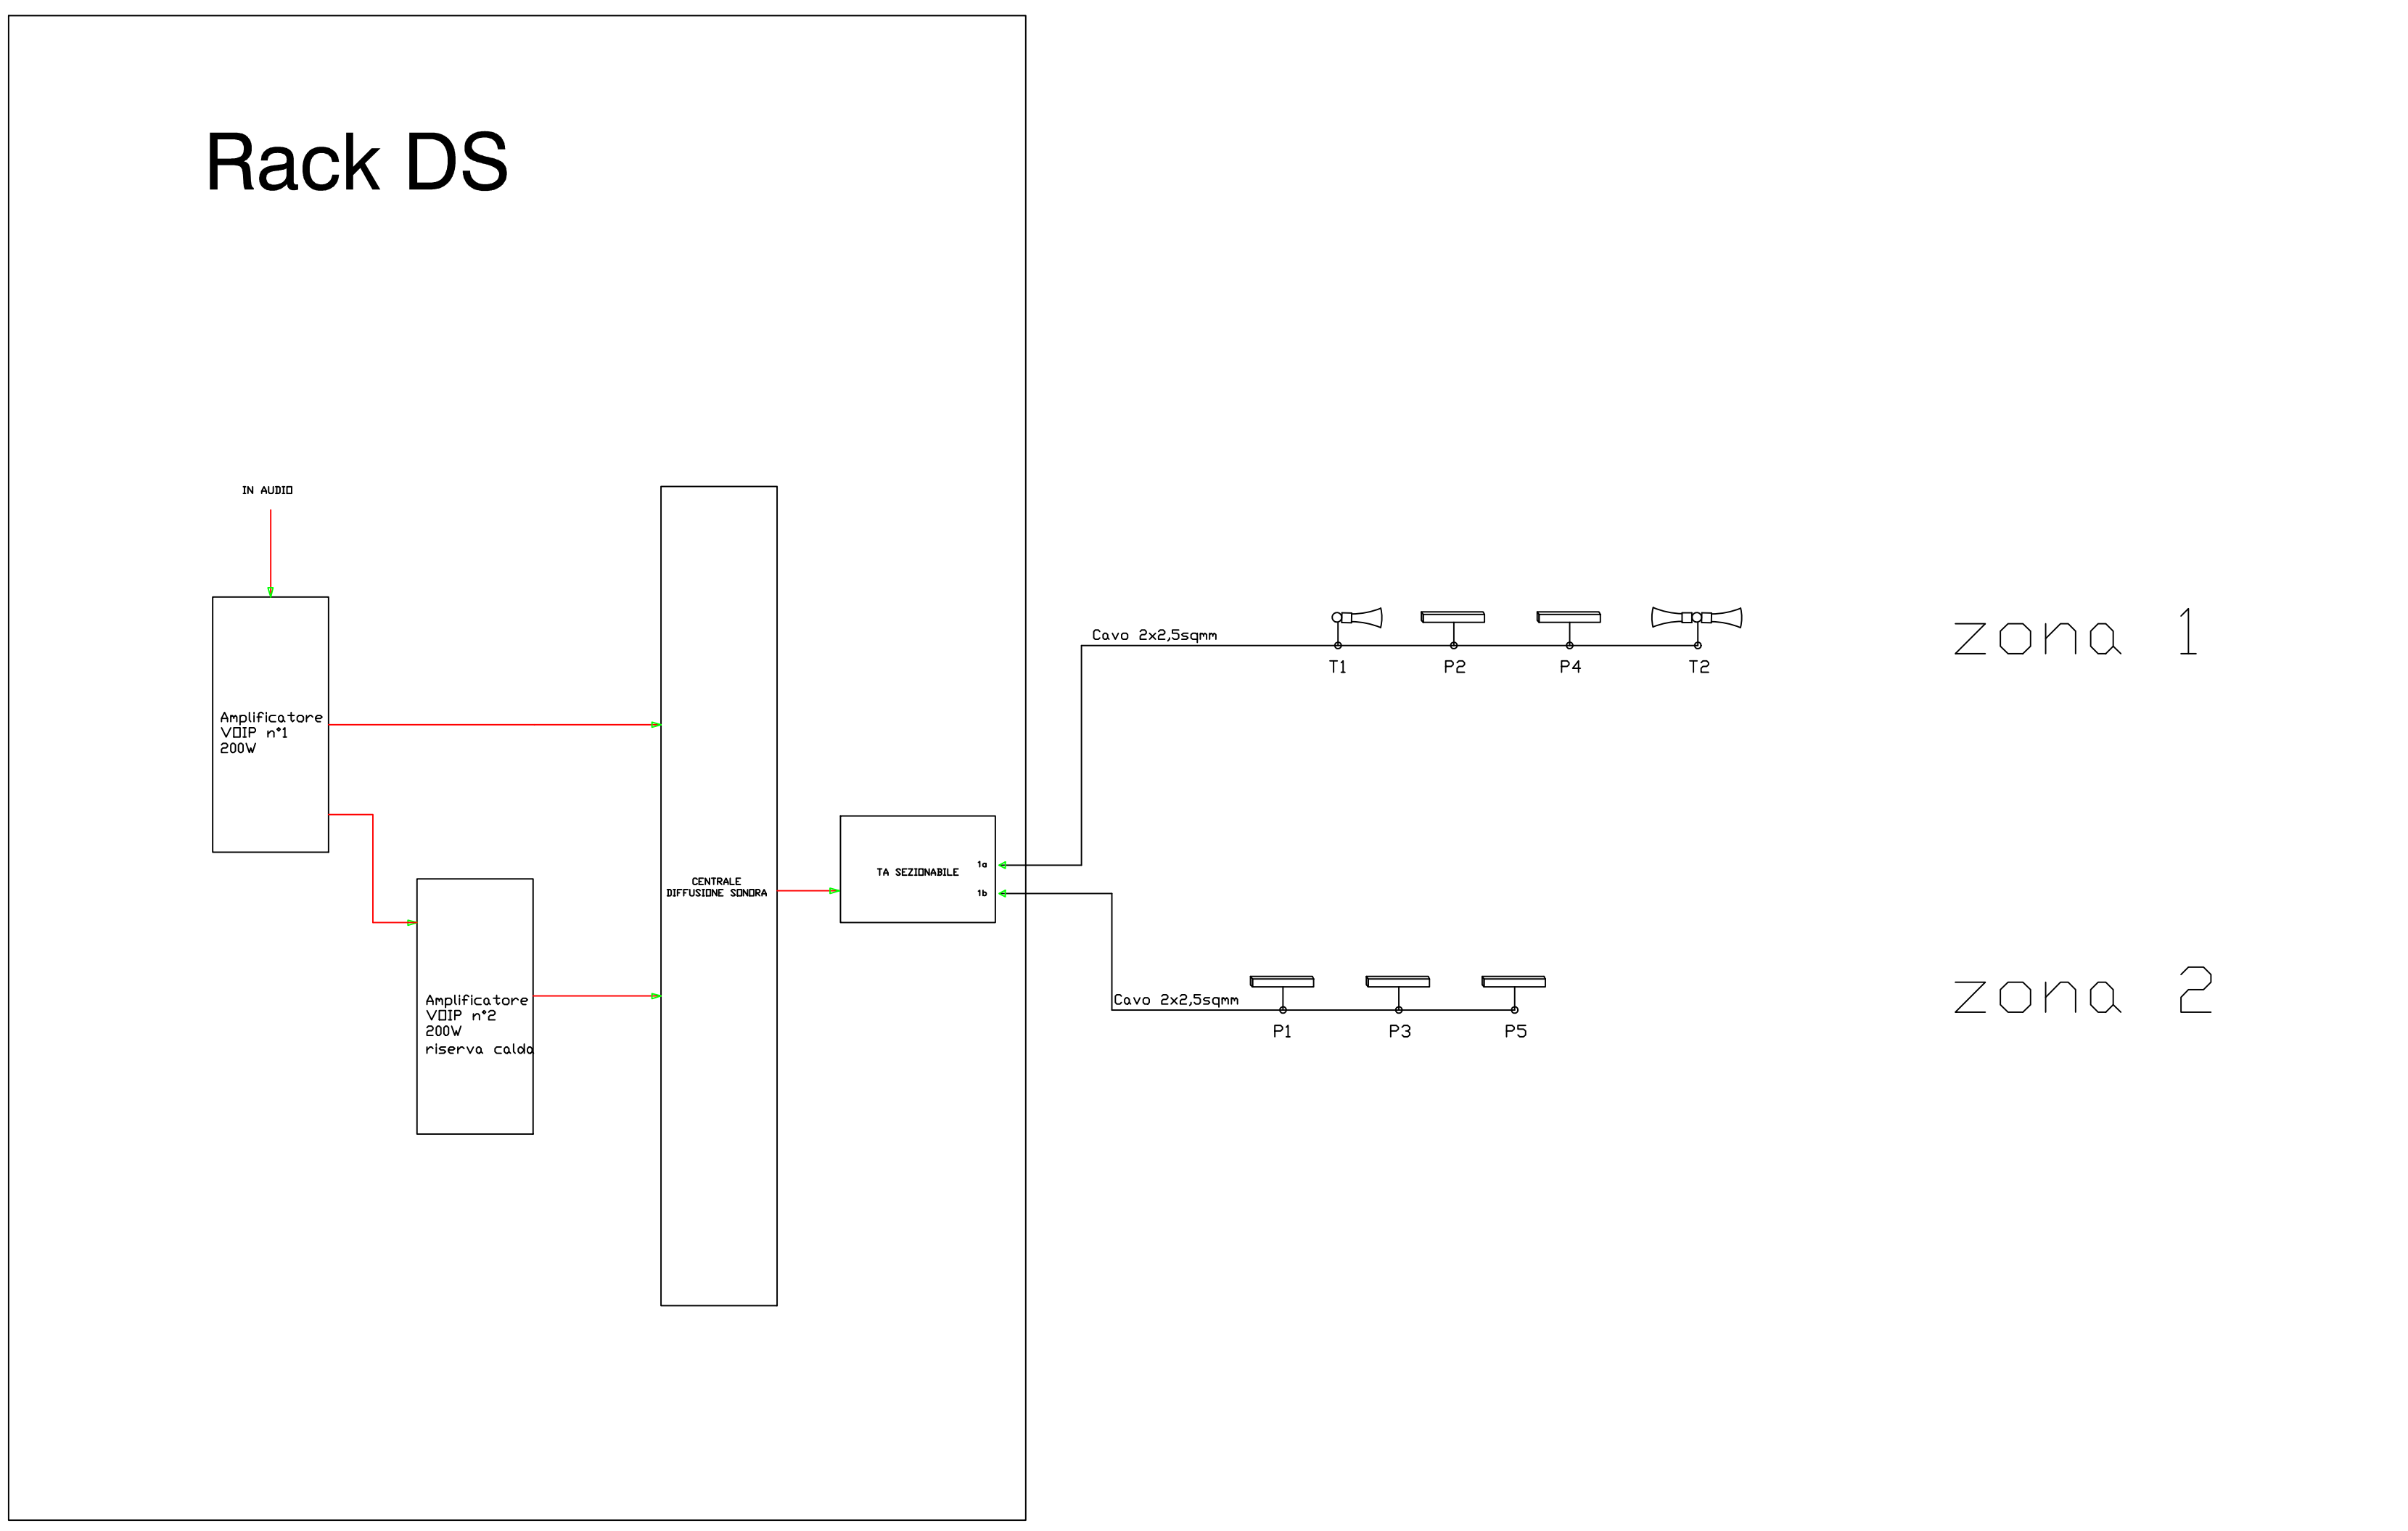 Rack DS
IN AUDIO
Amplificatore
VOIP n°1
200W
Amplificatore
VOIP n°2
200W
riserva calda
CENTRALE
DIFFUSIONE SONORA
TA SEZIONABILE
1a
1b
Cavo 2x2,5sqmm
T1
P2
P4
T2
zona 1
Cavo 2x2,5sqmm
P1
P3
P5
zona 2